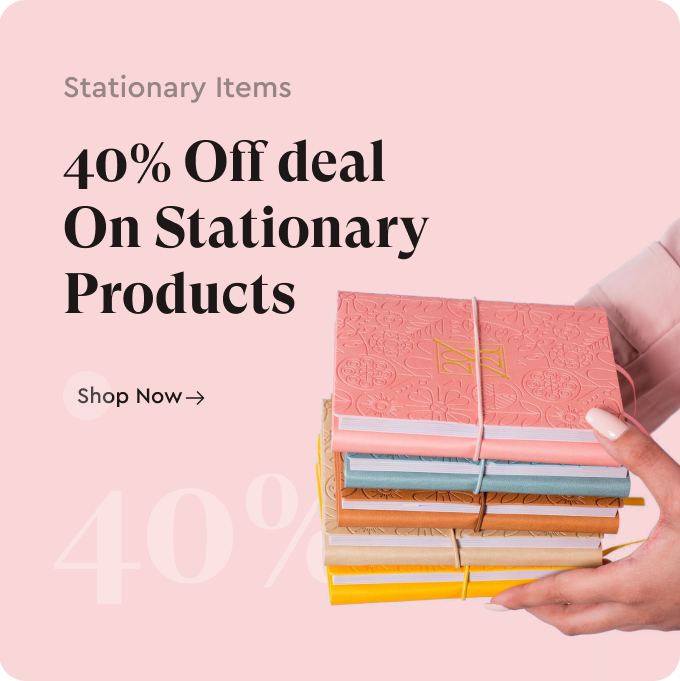 Stationary Items
40% Off deal
On Stationary
Products
Shop Now→
40%